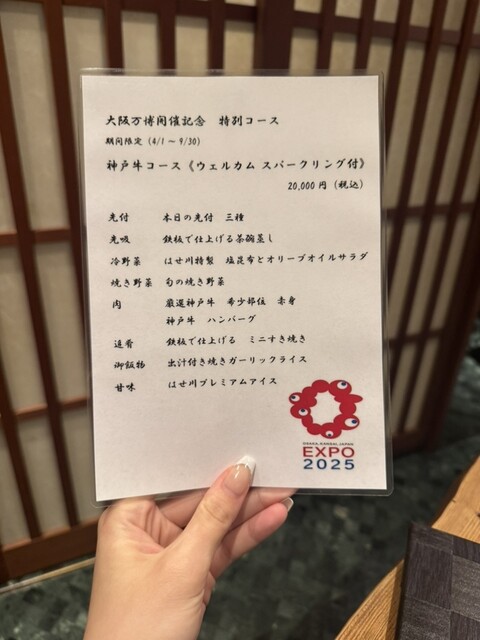 大阪万博開催記念 特別コース
期間限定（4/1 ～ 9/30）
神戸牛コース《ウェルカム スパークリング付》
20,000 円（税込）
先付 本日の先付 三種
先吸 鉄板で仕上げる茶碗蒸し
冷野菜 はせ川特製 塩昆布とオリーブオイルサラダ
焼き野菜 旬の焼き野菜
肉 厳選神戸牛 希少部位 赤身
神戸牛 ハンバーグ
追肴 鉄板で仕上げる ミニすき焼き
御飯物 出汁付き焼きガーリックライス
甘味 はせ川プレミアムアイス
OSAKA, KANSAI, JAPAN
EXPO
2025